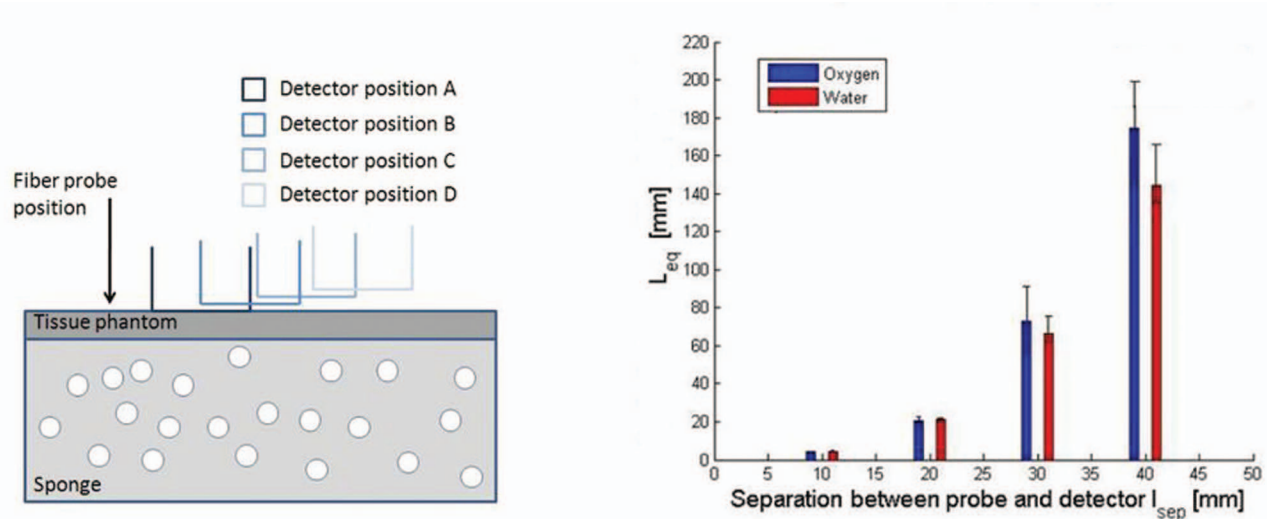 Detector position A
Detector position B
Detector position C
Detector position D
Fiber probe
position
Tissue phantom
Sponge
220
200
180
160
140
120
100
80
60
40
20
0
L_eq [mm]
Oxygen
Water
0 5 10 15 20 25 30 35 40 45 50
Separation between probe and detector l_sep [mm]